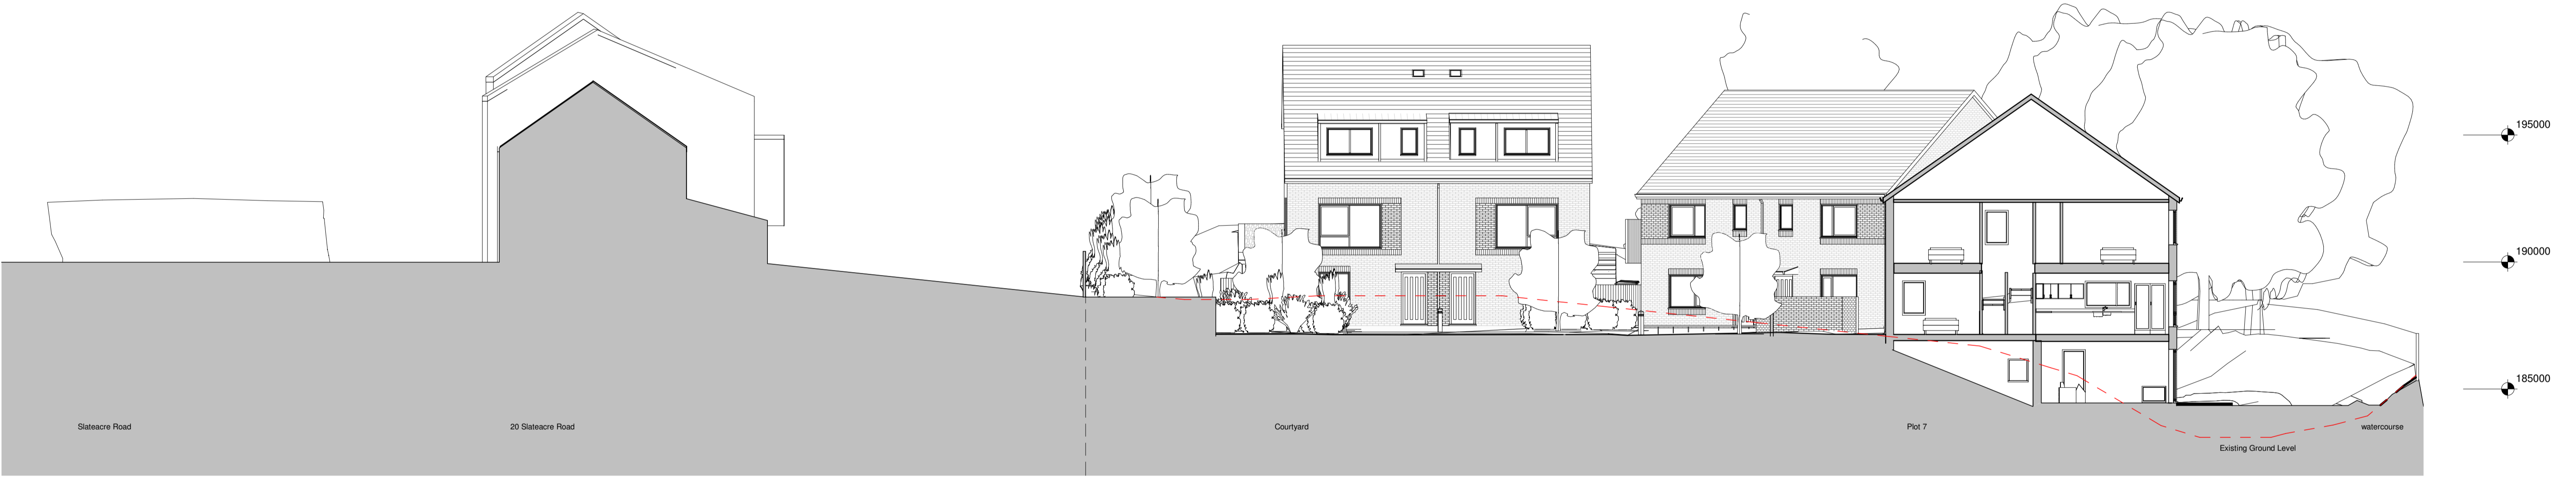 195000
190000
185000
Slateacre Road
20 Slateacre Road
Courtyard
Plot 7
watercourse
Existing Ground Level